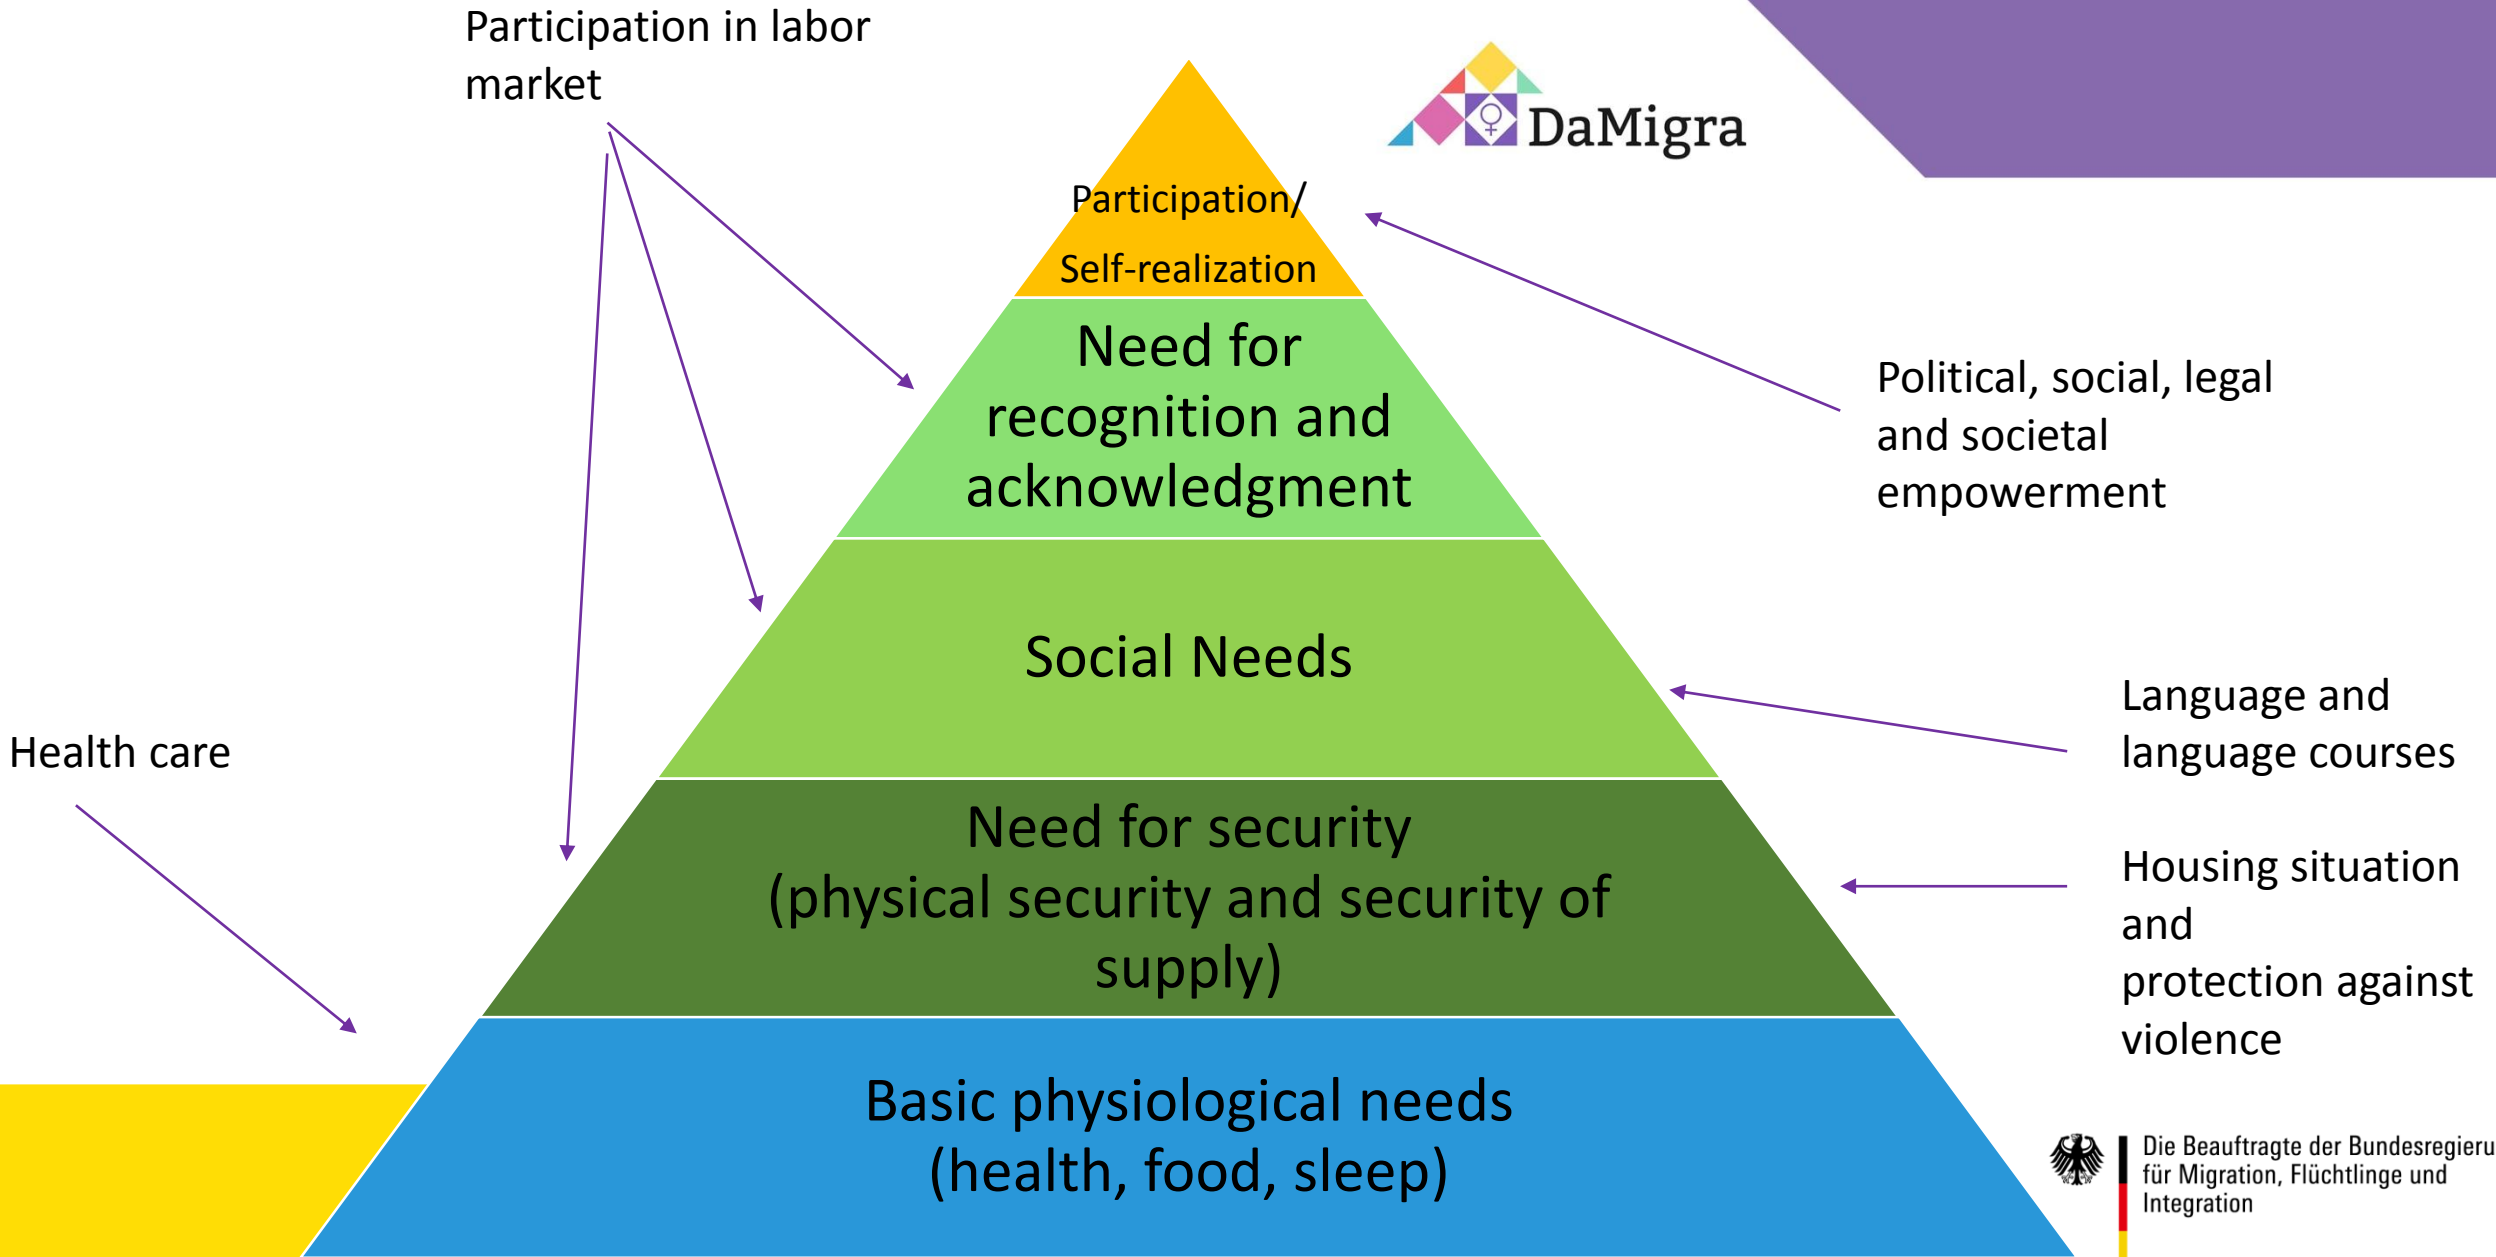 Participation in labor
market
DaMigra
Participation/
Self-realization
Need for
recognition and
acknowledgment
Political, social, legal
and societal
empowerment
Social Needs
Language and
language courses
Health care
Need for security
(physical security and security of
supply)
Housing situation
and
protection against
violence
Basic physiological needs
(health, food, sleep)
Die Beauftragte der Bundesregieru
für Migration, Flüchtlinge und
Integration